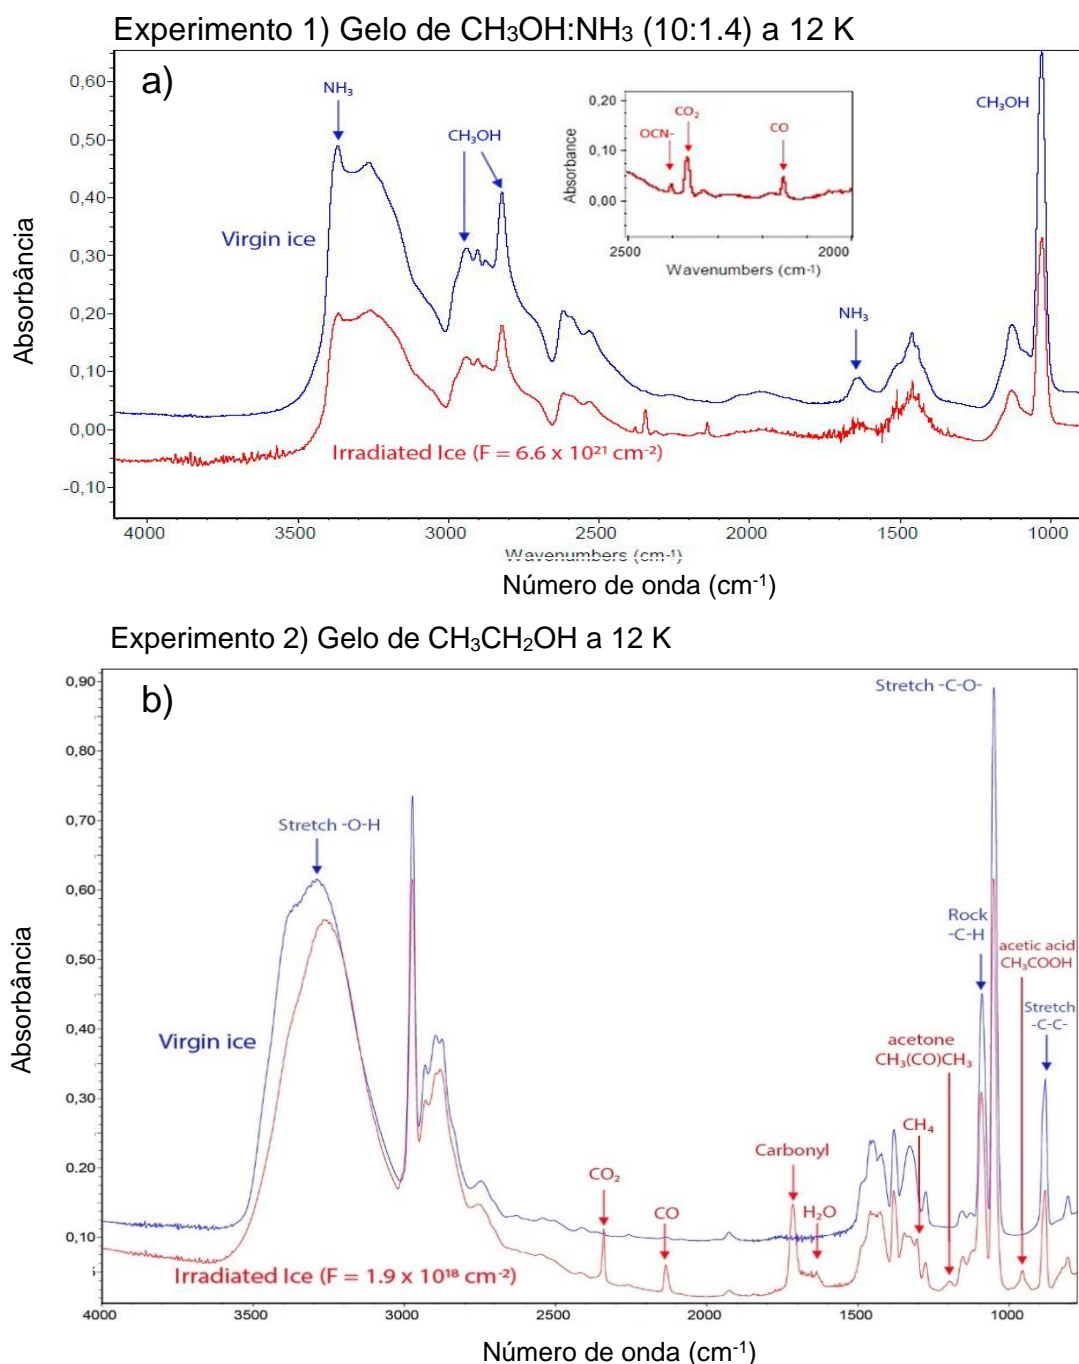 Experimento 1) Gelo de CH₃OH:NH₃ (10:1.4) a 12 K
a)
0,60
0,50
0,40
0,30
0,20
0,10
0,00
-0,10
Absorbância
NH₃
CH₃OH
Virgin ice
0,20
0,10
0,00
Absorbance
OCN-
CO₂
CO
2500
2000
Wavenumbers (cm⁻¹)
CH₃OH
NH₃
Irradiated Ice (F = 6.6 x 10²¹ cm⁻²)
4000 3500 3000 2500 2000 1500 1000
Wavenumbers (cm⁻¹)
Número de onda (cm⁻¹)
Experimento 2) Gelo de CH₃CH₂OH a 12 K
b)
0,90
0,80
0,70
0,60
0,50
0,40
0,30
0,20
0,10
Absorbância
Stretch -C-O-
Stretch -O-H
Rock
-C-H
acetic acid
CH₃COOH
Stretch
-C-C-
Virgin ice
acetone
CH₃(CO)CH₃
CH₄
Carbonyl
CO₂
CO
H₂O
Irradiated Ice (F = 1.9 x 10¹⁸ cm⁻²)
4000 3000 2000 1500 1000
Número de onda (cm⁻¹)